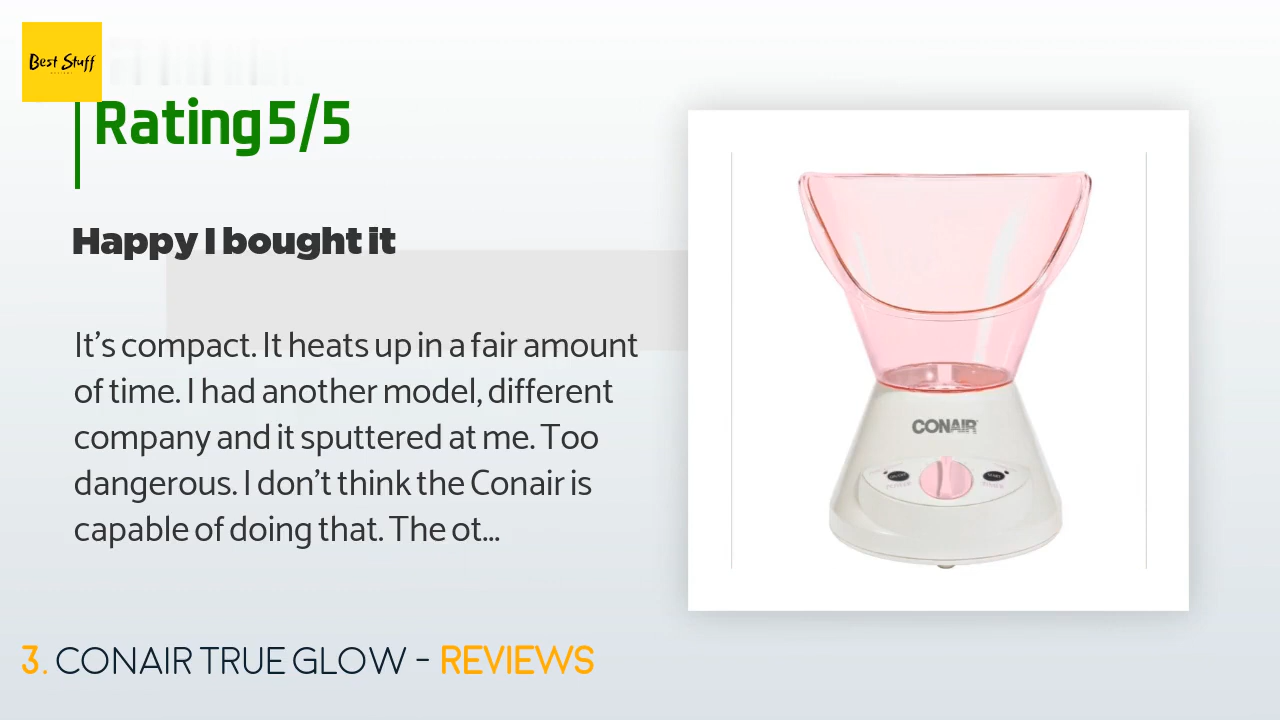 Best Stuff
Rating 5/5
Happy I bought it
It's compact. It heats up in a fair amount
of time. I had another model, different
company and it sputtered at me. Too
dangerous. I don't think the Conair is
capable of doing that. The ot...
CONAIR
3. CONAIR TRUE GLOW - REVIEWS